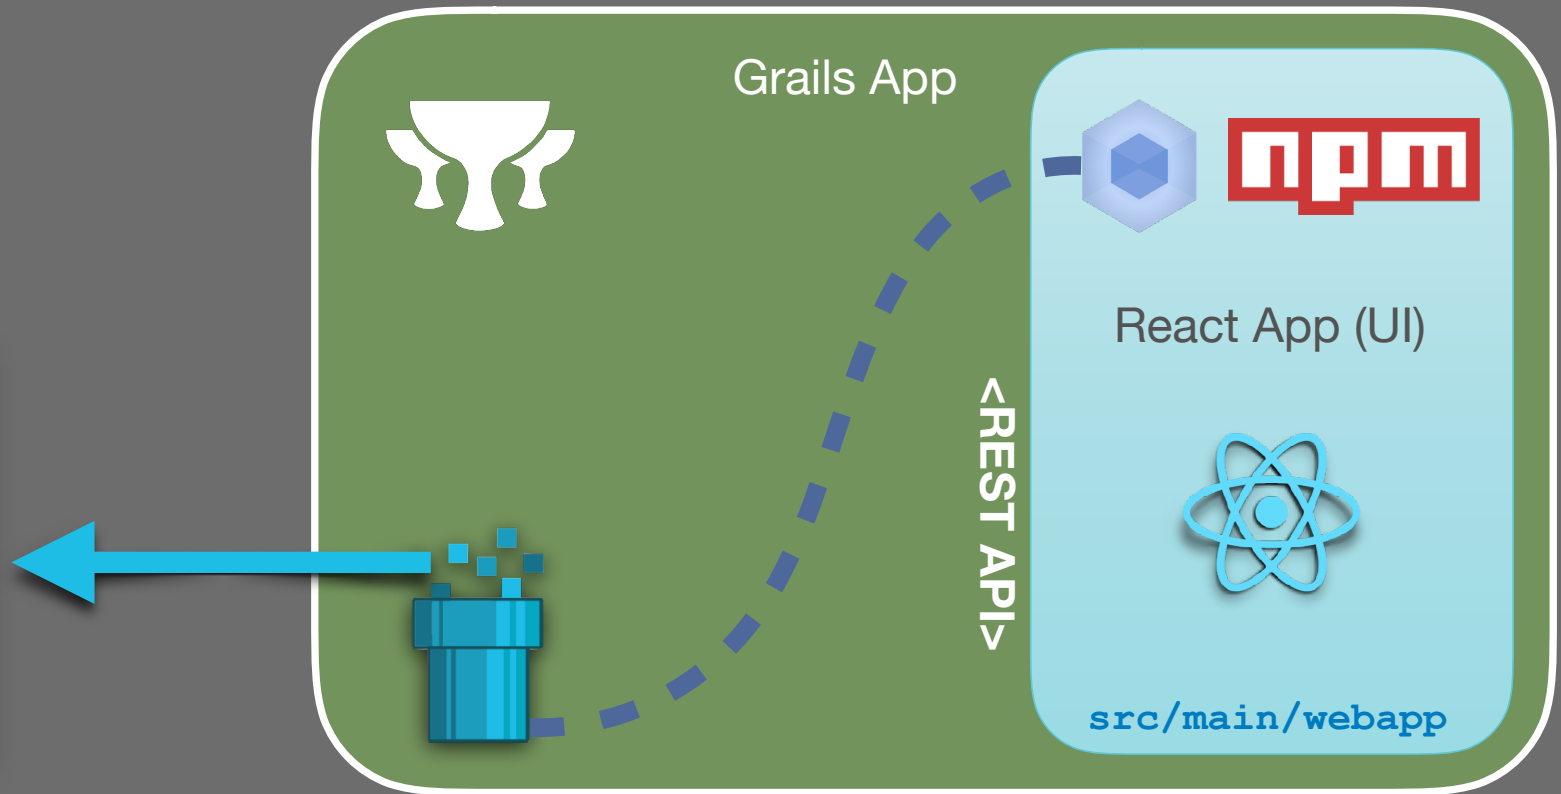 Grails App
npm
React App (UI)
<REST API>
src/main/webapp